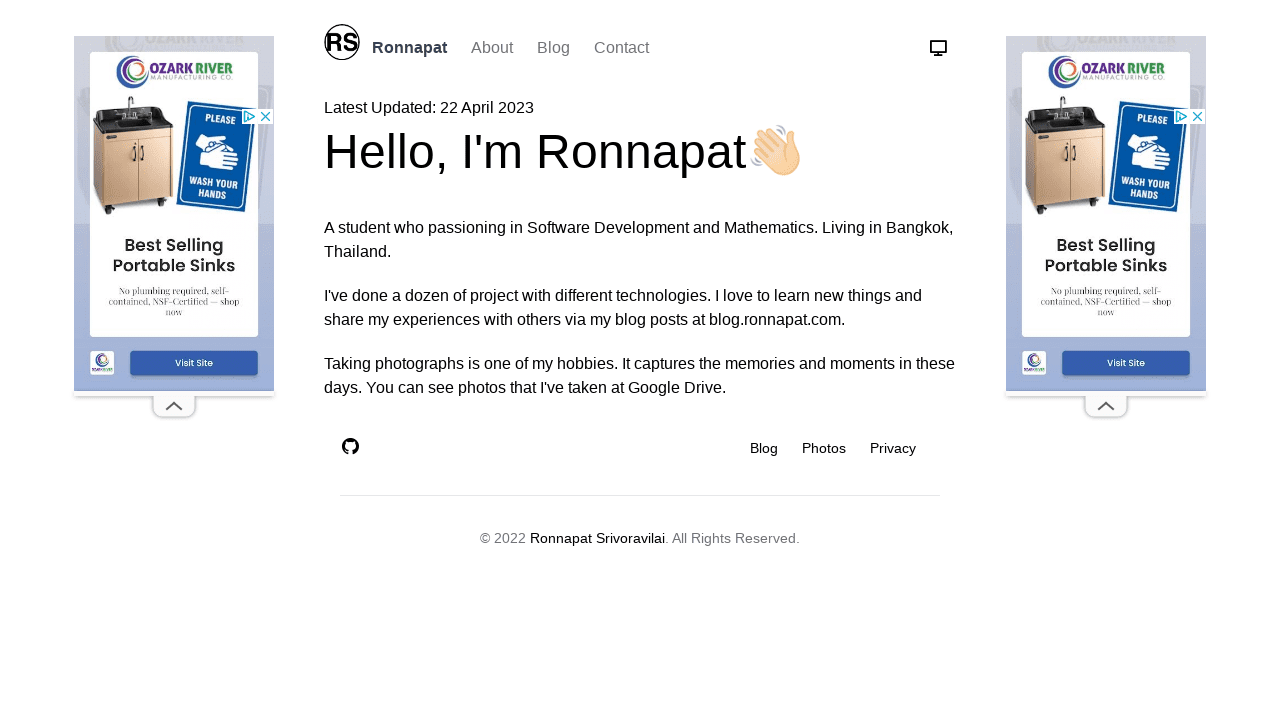 RS Ronnapat About Blog Contact
Latest Updated: 22 April 2023
Hello, I'm Ronnapat
A student who passioning in Software Development and Mathematics. Living in Bangkok,
Thailand.
I've done a dozen of project with different technologies. I love to learn new things and
share my experiences with others via my blog posts at blog.ronnapat.com.
Taking photographs is one of my hobbies. It captures the memories and moments in these
days. You can see photos that I've taken at Google Drive.
Blog Photos Privacy
© 2022 Ronnapat Srivoravilai. All Rights Reserved.
OZARK RIVER
OZARK RIVER
MANUFACTURING CO.
PLEASE
WASH YOUR
HANDS
Best Selling
Portable Sinks
No plumbing required, self-
contained, NSF-Certified — shop
now
Visit Site
OZARK RIVER
OZARK RIVER
MANUFACTURING CO.
PLEASE
WASH YOUR
HANDS
Best Selling
Portable Sinks
No plumbing required, self-
contained, NSF-Certified — shop
now
Visit Site